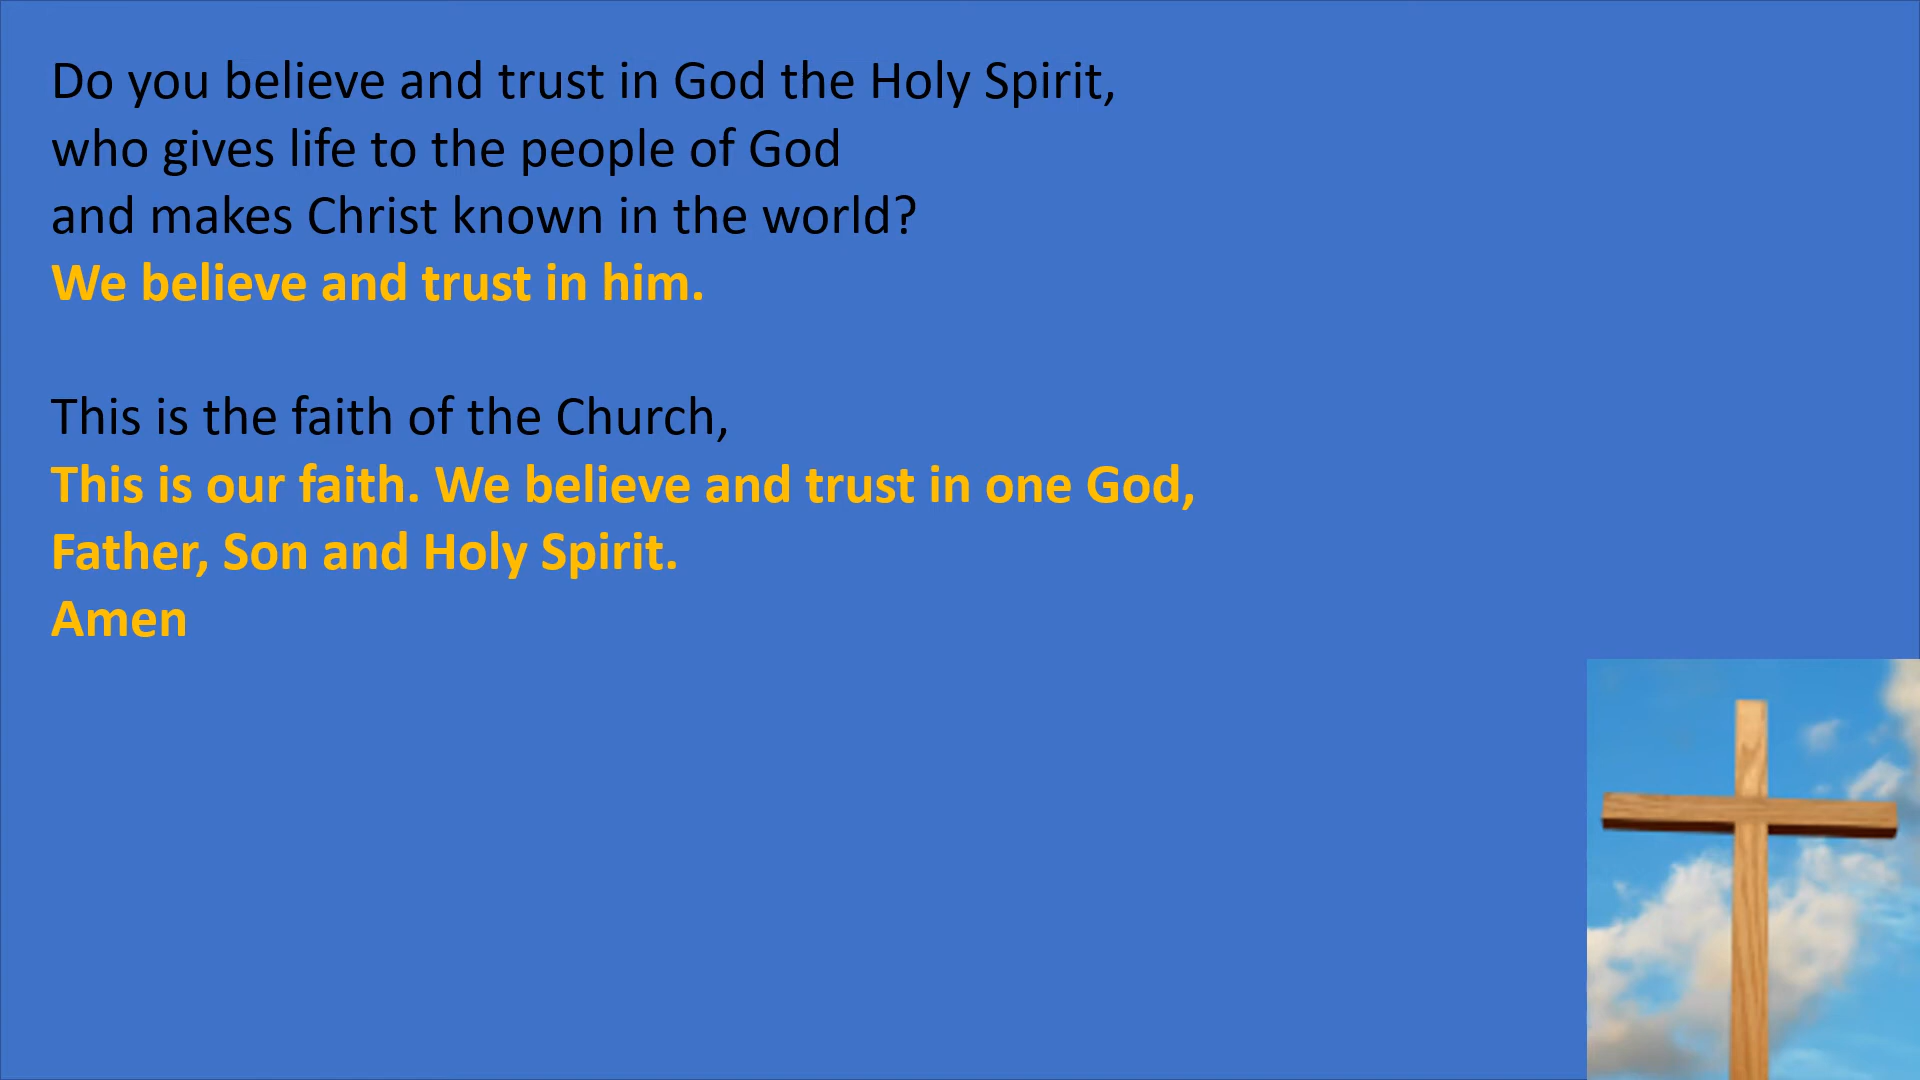 Do you believe and trust in God the Holy Spirit,
who gives life to the people of God
and makes Christ known in the world?
We believe and trust in him.
This is the faith of the Church,
This is our faith. We believe and trust in one God,
Father, Son and Holy Spirit.
Amen